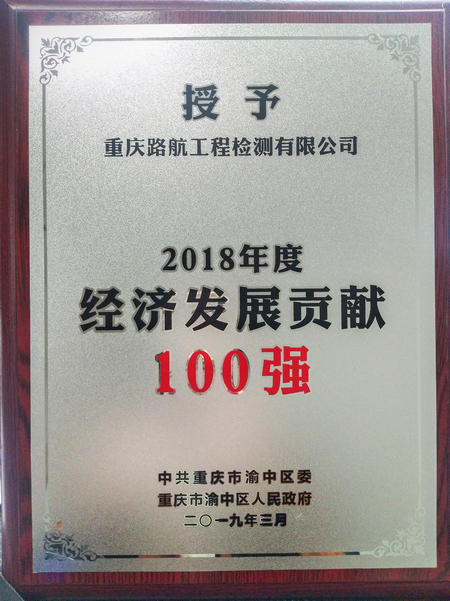 授予
重庆路航工程检测有限公司
2018年度
经济发展贡献
100强
中共重庆市渝中区委
重庆市渝中区人民政府
二〇一九年三月